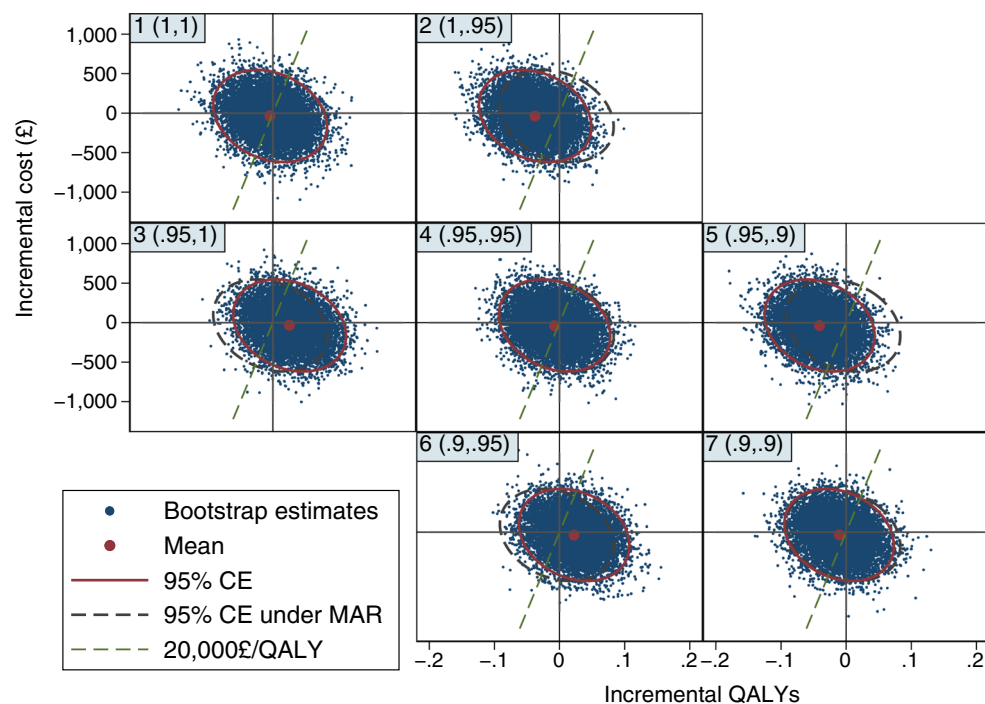 1 (1,1)
2 (1,.95)
1,000
500
0
−500
−1,000
Incremental cost (£)
3 (.95,1)
4 (.95,.95)
5 (.95,.9)
1,000
500
0
−500
−1,000
6 (.9,.95)
7 (.9,.9)
Bootstrap estimates
Mean
95% CE
95% CE under MAR
20,000£/QALY
−.2 −.1 0 .1 .2 −.2 −.1 0 .1 .2
Incremental QALYs